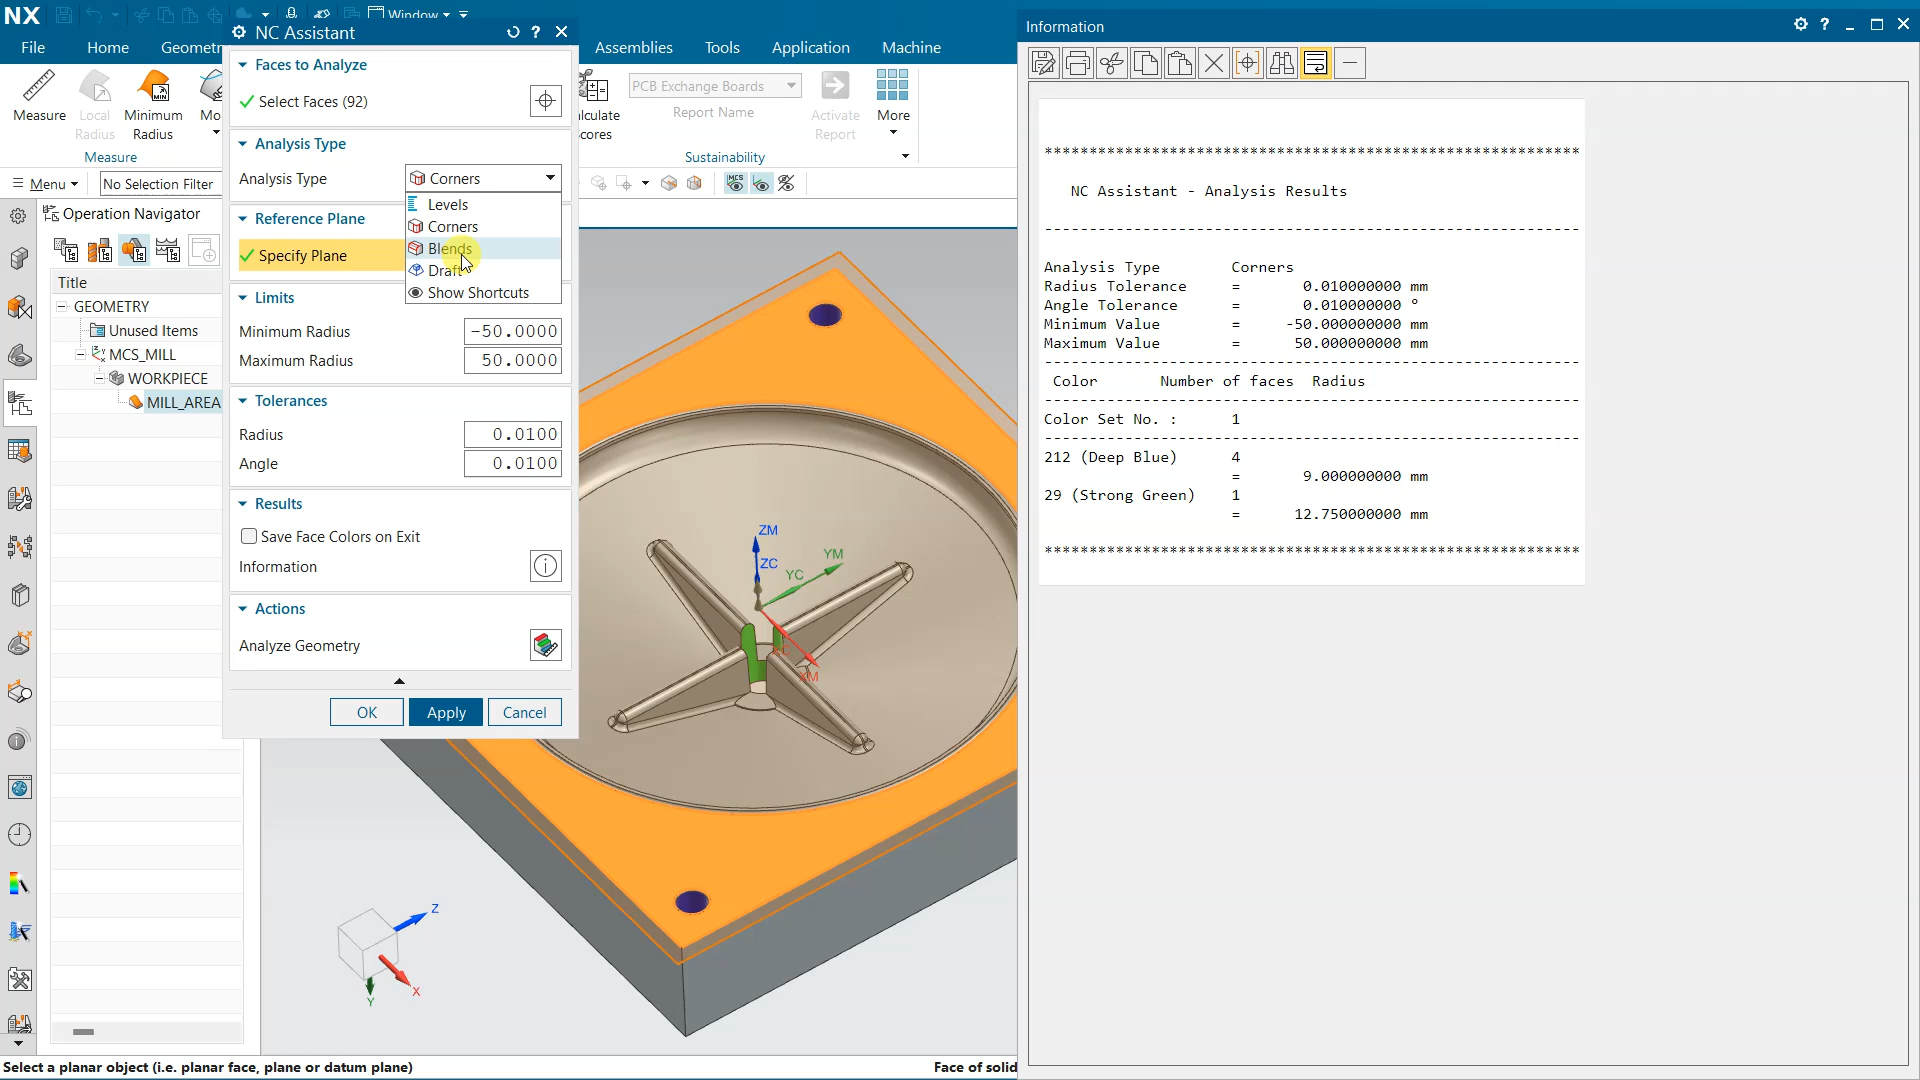 NX
Window
NC Assistant
Information
File
Home
Assemblies
Tools
Application
Machine
Measure
Local Radius
Minimum Radius
More
Report Name
PCB Exchange Boards
Activate Report
Measure
Sustainability
Menu
No Selection Filter
MCS
Faces to Analyze
Select Faces (92)
Analysis Type
Analysis Type
Corners
Levels
Corners
Blends
Draft
Show Shortcuts
Reference Plane
Specify Plane
Limits
Minimum Radius -50.0000
Maximum Radius 50.0000
Tolerances
Radius 0.0100
Angle 0.0100
Results
Save Face Colors on Exit
Information
Actions
Analyze Geometry
OK
Apply
Cancel
Operation Navigator
Title
GEOMETRY
Unused Items
MCS_MILL
WORKPIECE
MILL_AREA
ZM
ZC
YM
YC
XM
Z
X
Y
****************************************************************
NC Assistant - Analysis Results
----------------------------------------------------------------
Analysis Type Corners
Radius Tolerance = 0.010000000 mm
Angle Tolerance = 0.010000000 °
Minimum Value = -50.000000000 mm
Maximum Value = 50.000000000 mm
----------------------------------------------------------------
Color Number of faces Radius
----------------------------------------------------------------
Color Set No. : 1
----------------------------------------------------------------
212 (Deep Blue) 4
= 9.000000000 mm
29 (Strong Green) 1
= 12.750000000 mm
****************************************************************
Select a planar object (i.e. planar face, plane or datum plane)
Face of solid